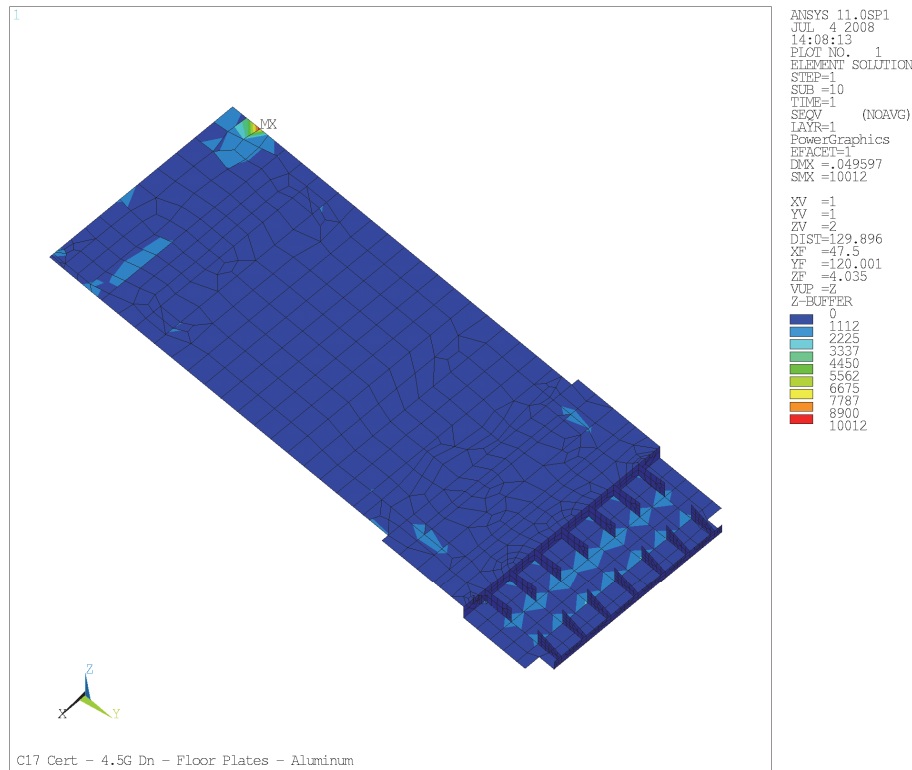 1
ANSYS 11.0SP1
JUL 4 2008
14:08:13
PLOT NO. 1
ELEMENT SOLUTION
STEP=1
SUB =10
TIME=1
SEQV (NOAVG)
LAYR=1
PowerGraphics
EFACET=1
DMX =.049597
SMX =10012
XV =1
YV =1
ZV =2
DIST=129.896
XF =47.5
YF =120.001
ZF =4.035
VUP =Z
Z-BUFFER
0
1112
2225
3337
4450
5562
6675
7787
8900
10012
MX
Z
X
Y
C17 Cert - 4.5G Dn - Floor Plates - Aluminum